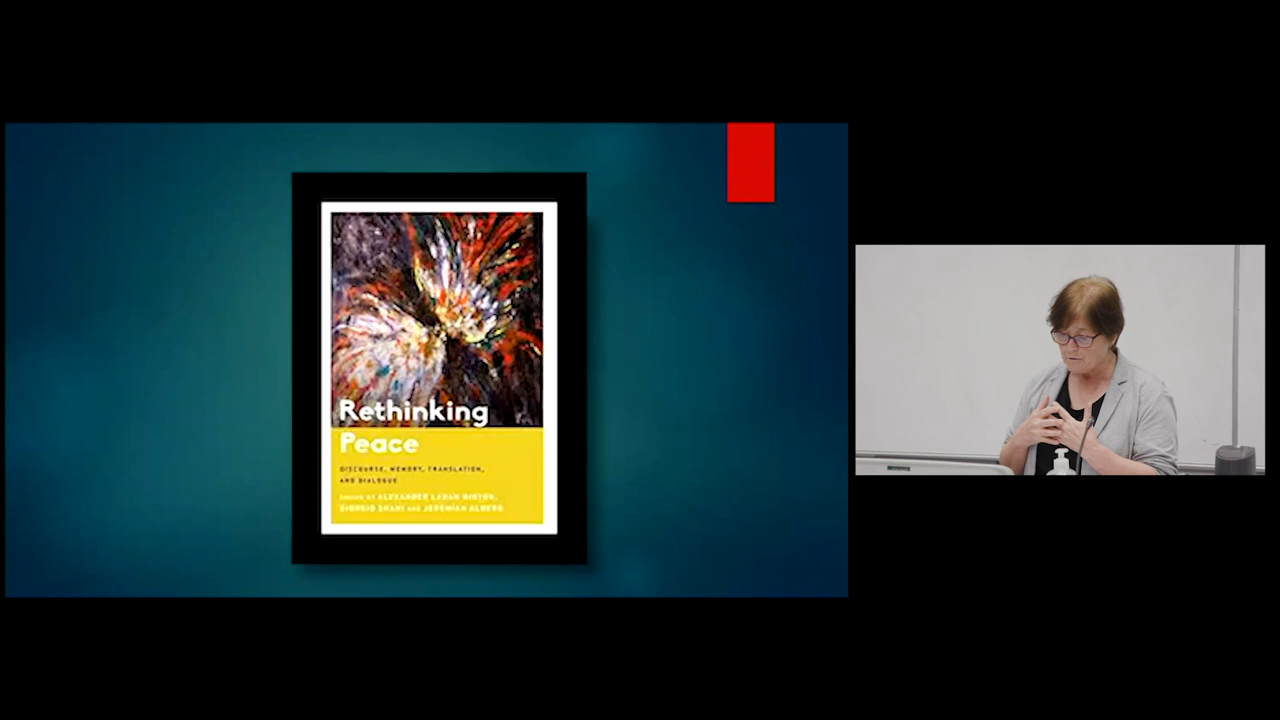 Rethinking
Peace
DISCOURSE, MEMORY, TRANSLATION,
AND DIALOGUE
EDITED BY ALEXANDER LABAN HINTON,
GIORGIO SHANI AND JEREMIAH ALBERG